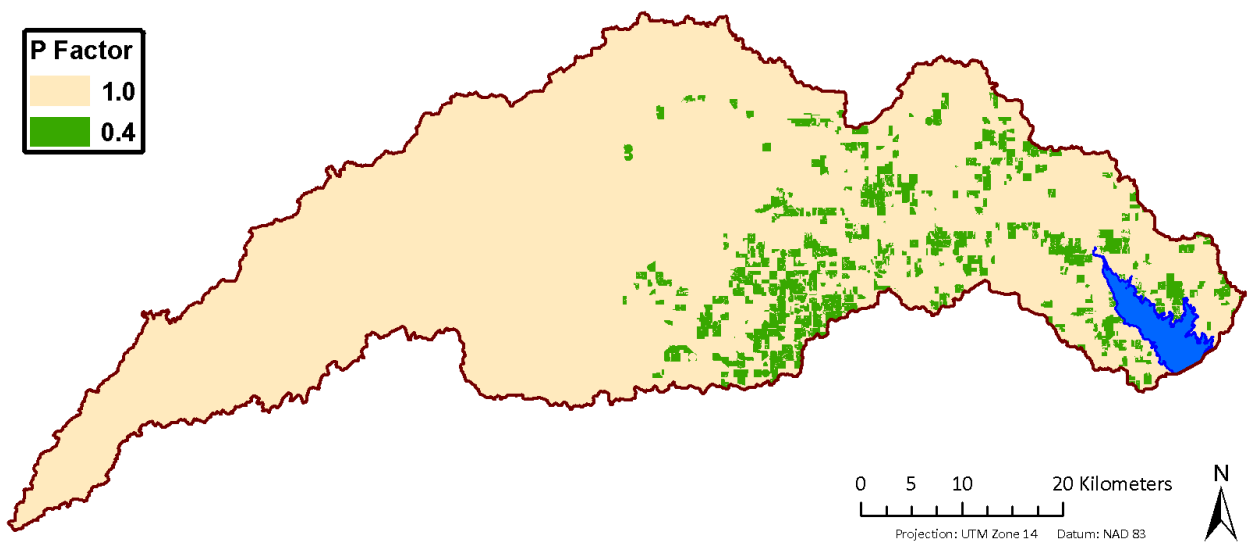 P Factor
1.0
0.4
0 5 10 20 Kilometers
N
Projection: UTM Zone 14 Datum: NAD 83